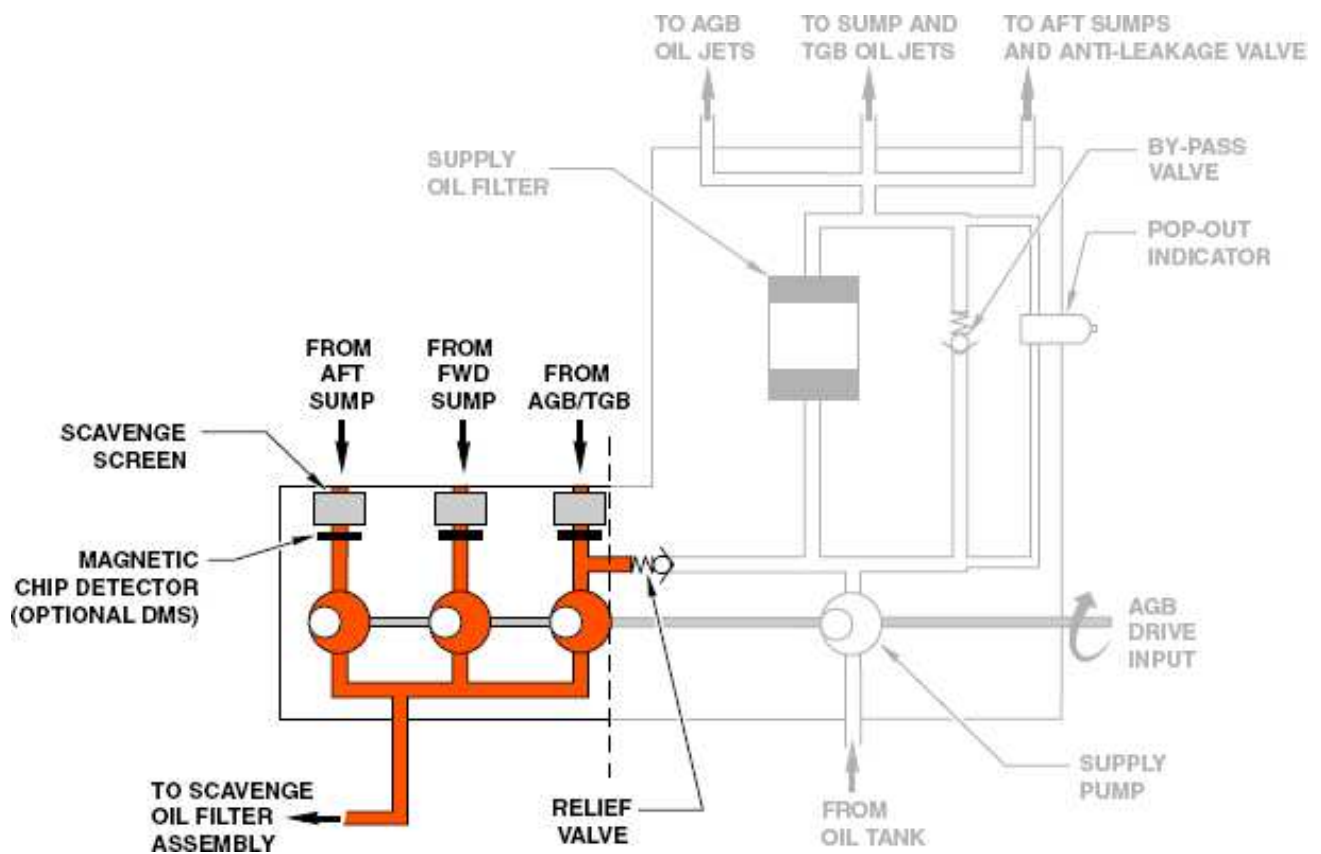 TO AGB
OIL JETS
TO SUMP AND
TGB OIL JETS
TO AFT SUMPS
AND ANTI-LEAKAGE VALVE
SUPPLY
OIL FILTER
BY-PASS
VALVE
POP-OUT
INDICATOR
FROM
AFT
SUMP
FROM
FWD
SUMP
FROM
AGB/TGB
SCAVENGE
SCREEN
MAGNETIC
CHIP DETECTOR
(OPTIONAL DMS)
AGB
DRIVE
INPUT
TO SCAVENGE
OIL FILTER
ASSEMBLY
RELIEF
VALVE
FROM
OIL TANK
SUPPLY
PUMP